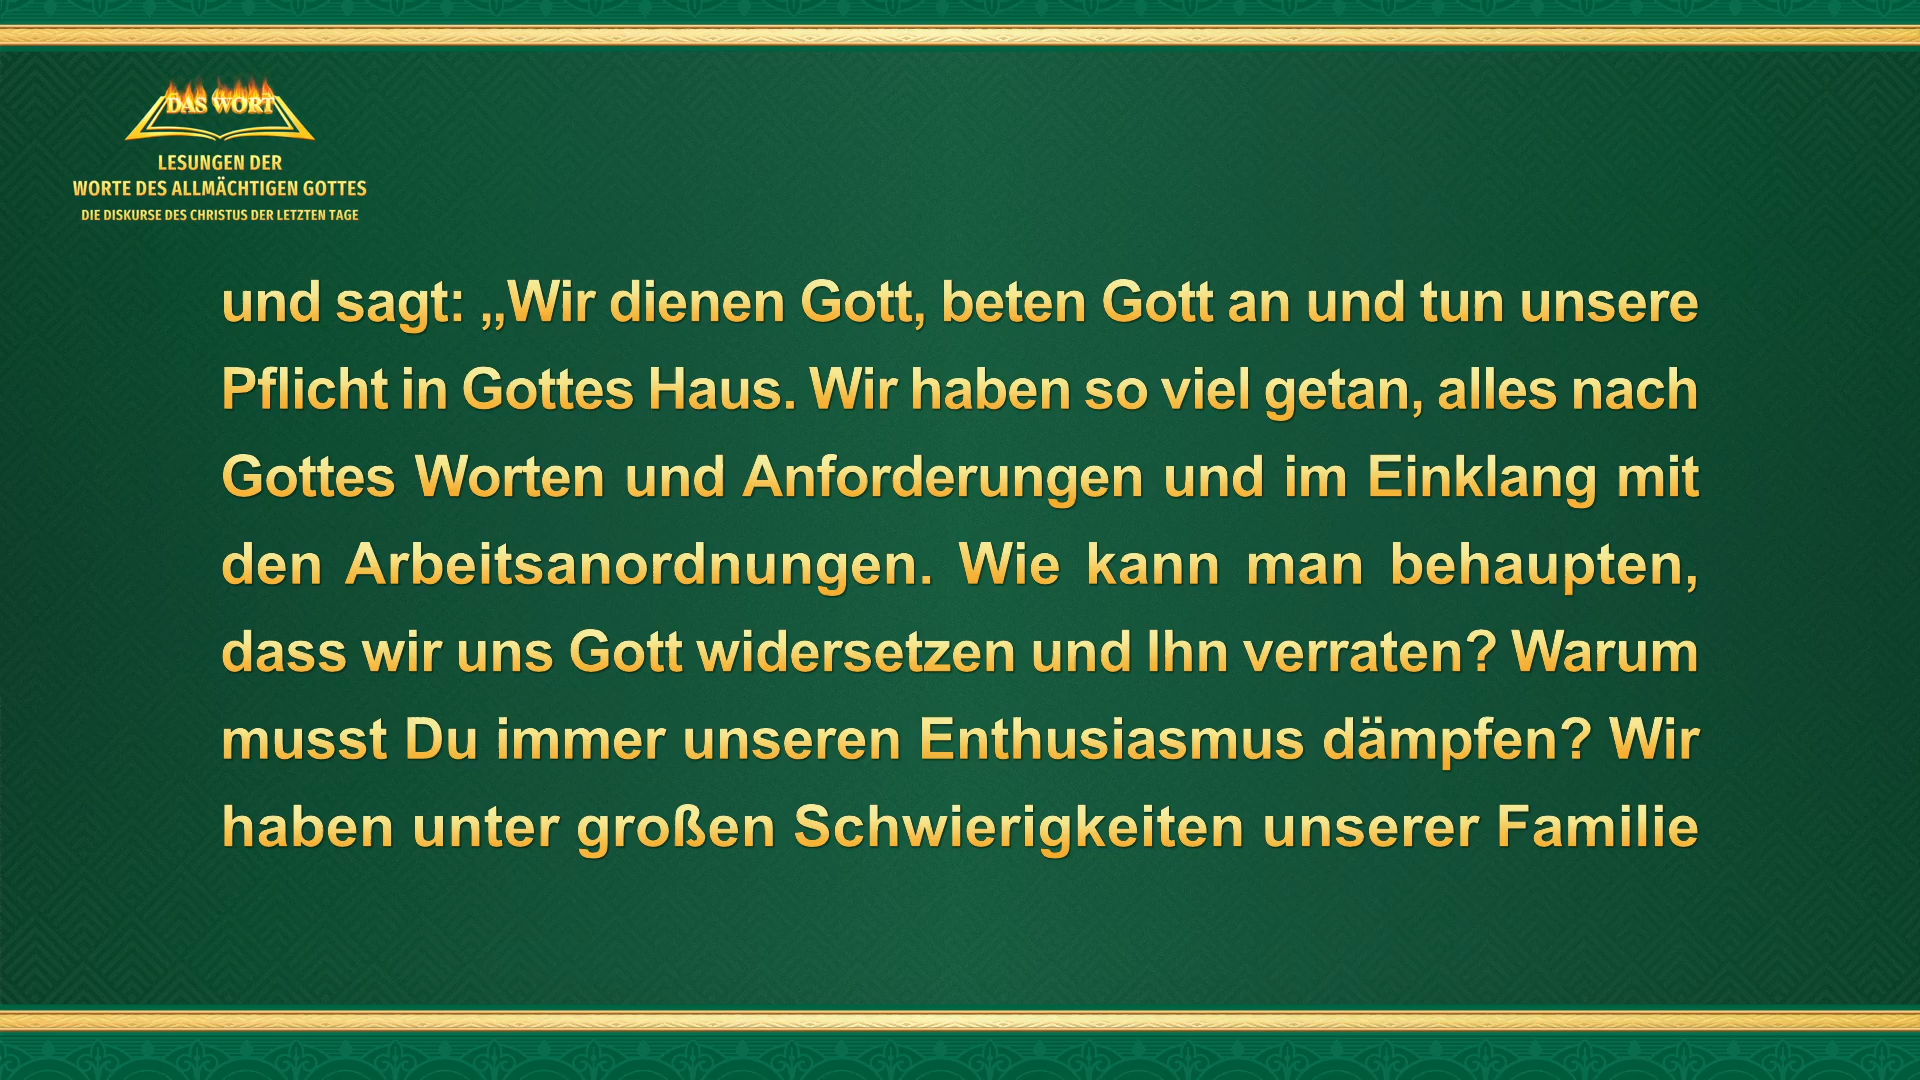 DAS WORT
LESUNGEN DER
WORTE DES ALLMÄCHTIGEN GOTTES
DIE DISKURSE DES CHRISTUS DER LETZTEN TAGE
und sagt: „Wir dienen Gott, beten Gott an und tun unsere
Pflicht in Gottes Haus. Wir haben so viel getan, alles nach
Gottes Worten und Anforderungen und im Einklang mit
den Arbeitsanordnungen. Wie kann man behaupten,
dass wir uns Gott widersetzen und Ihn verraten? Warum
musst Du immer unseren Enthusiasmus dämpfen? Wir
haben unter großen Schwierigkeiten unserer Familie